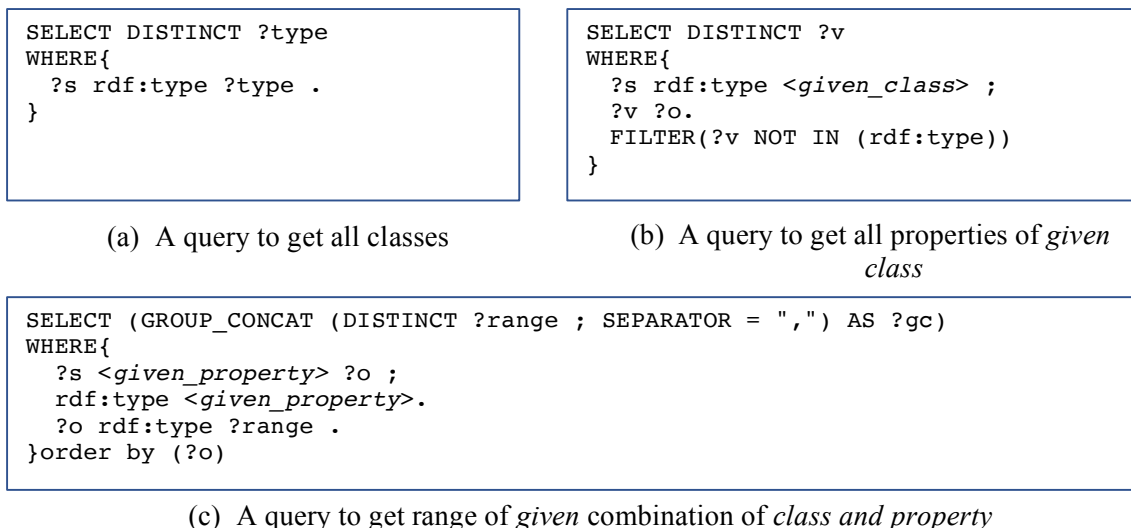 SELECT DISTINCT ?type
WHERE{
?s rdf:type ?type .
}
(a) A query to get all classes
SELECT DISTINCT ?v
WHERE{
?s rdf:type <given_class> ;
?v ?o.
FILTER(?v NOT IN (rdf:type))
}
(b) A query to get all properties of given
class
SELECT (GROUP_CONCAT (DISTINCT ?range ; SEPARATOR = ",") AS ?gc)
WHERE{
?s <given_property> ?o ;
rdf:type <given_property>.
?o rdf:type ?range .
}order by (?o)
(c) A query to get range of given combination of class and property